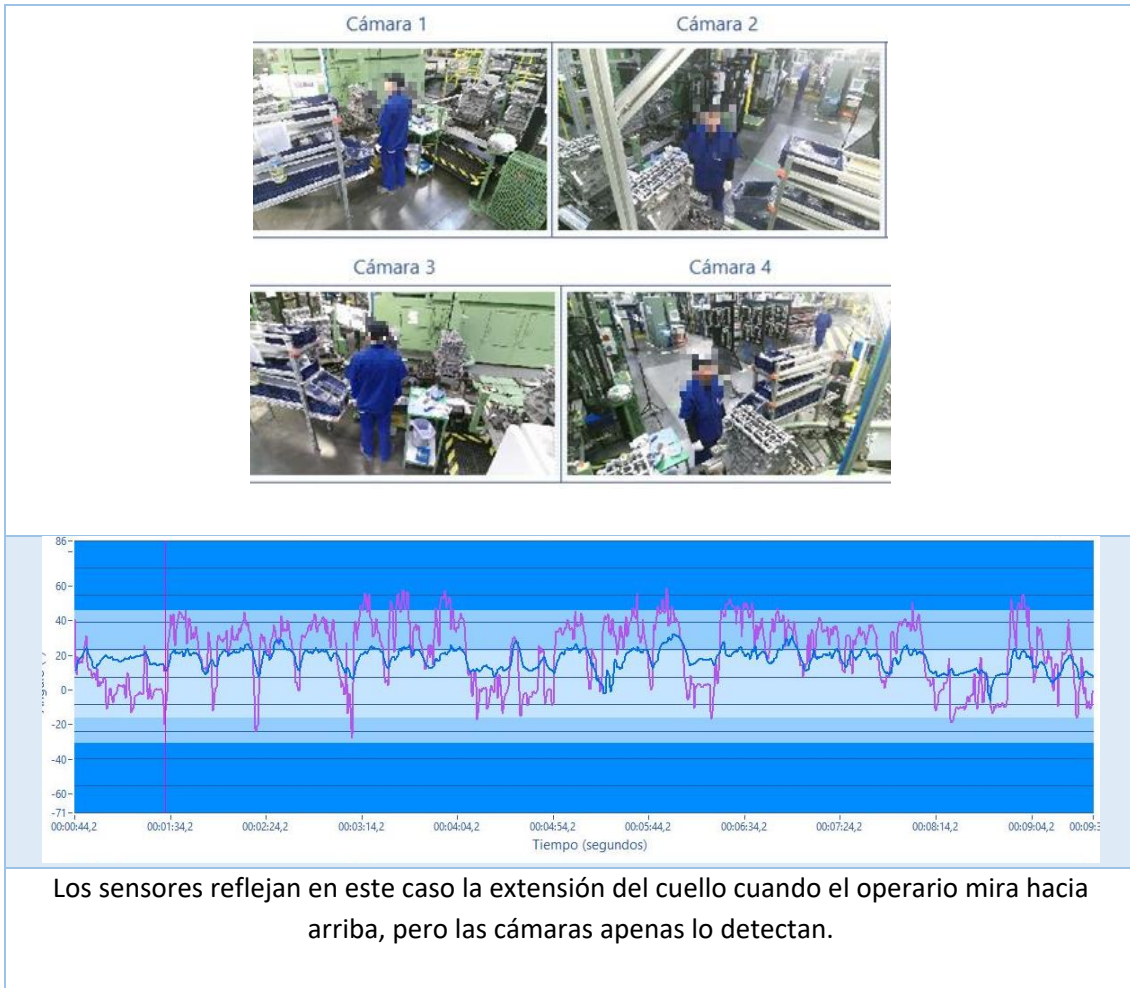 Cámara 1
Cámara 2
Cámara 3
Cámara 4
86
60
40
20
0
-20
-40
-60
-71
00:00:44,2
00:01:34,2
00:02:24,2
00:03:14,2
00:04:04,2
00:04:54,2
00:05:44,2
00:06:34,2
00:07:24,2
00:08:14,2
00:09:04,2
Tiempo (segundos)
Los sensores reflejan en este caso la extensión del cuello cuando el operario mira hacia
arriba, pero las cámaras apenas lo detectan.